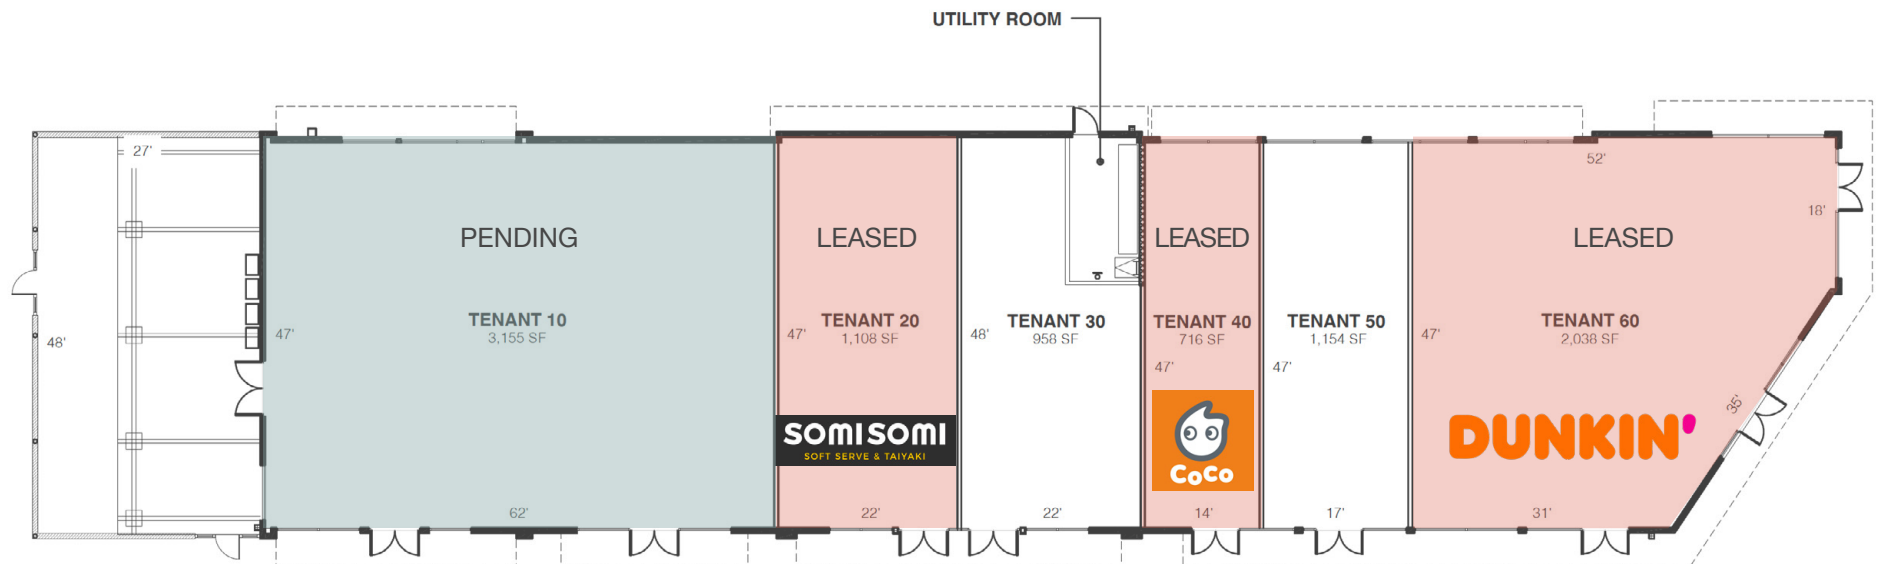 UTILITY ROOM
27'
48'
PENDING
TENANT 10
3,155 SF
47'
62'
LEASED
TENANT 20
1,108 SF
47'
SOMISOMI
SOFT SERVE & TAIYAKI
22'
TENANT 30
958 SF
48'
22'
LEASED
TENANT 40
716 SF
47'
CoCo
14'
TENANT 50
1,154 SF
47'
17'
52'
18'
LEASED
TENANT 60
2,038 SF
47'
35'
DUNKIN'
31'